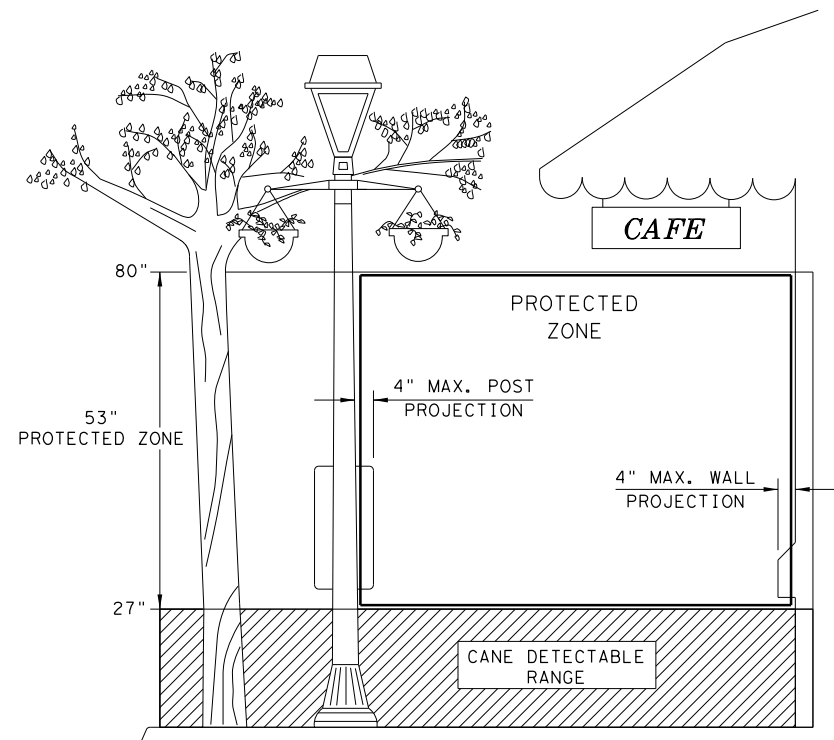 CAFE
80"
PROTECTED
ZONE
4" MAX. POST
PROJECTION
53"
PROTECTED ZONE
4" MAX. WALL
PROJECTION
27"
CANE DETECTABLE
RANGE